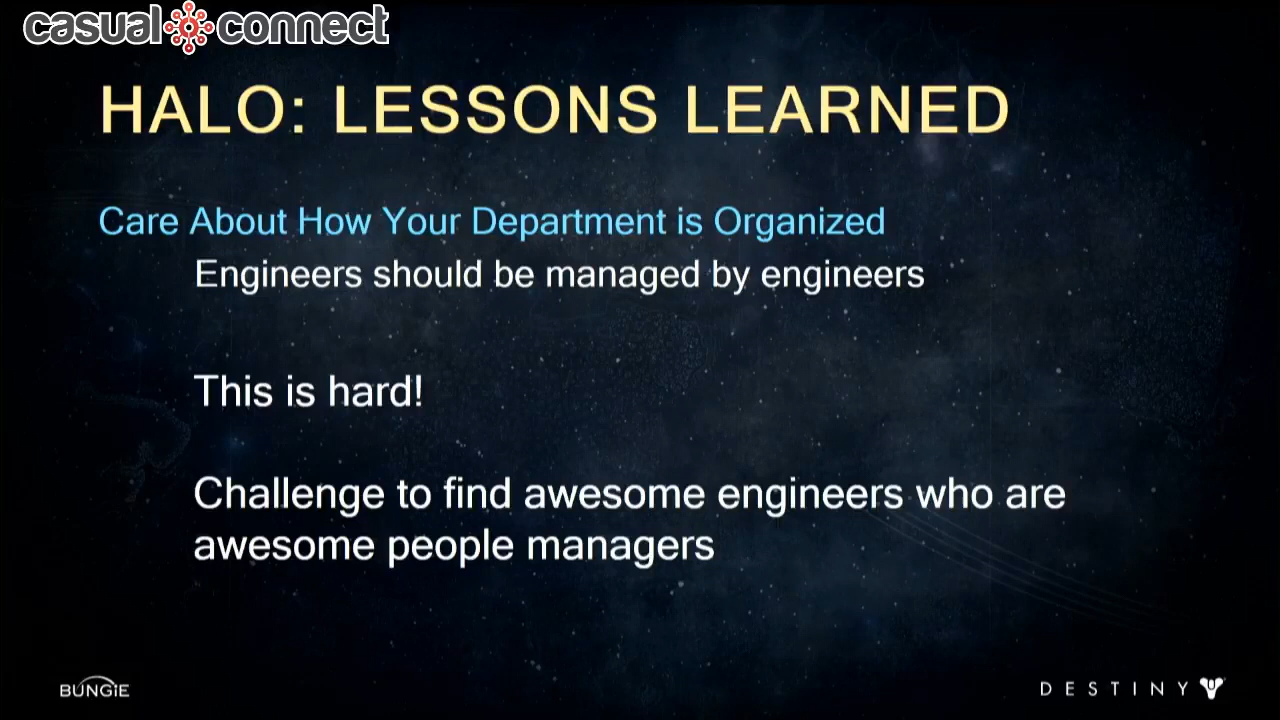 casual connect
HALO: LESSONS LEARNED
Care About How Your Department is Organized
Engineers should be managed by engineers
This is hard!
Challenge to find awesome engineers who are
awesome people managers
BUNGiE
DESTINY